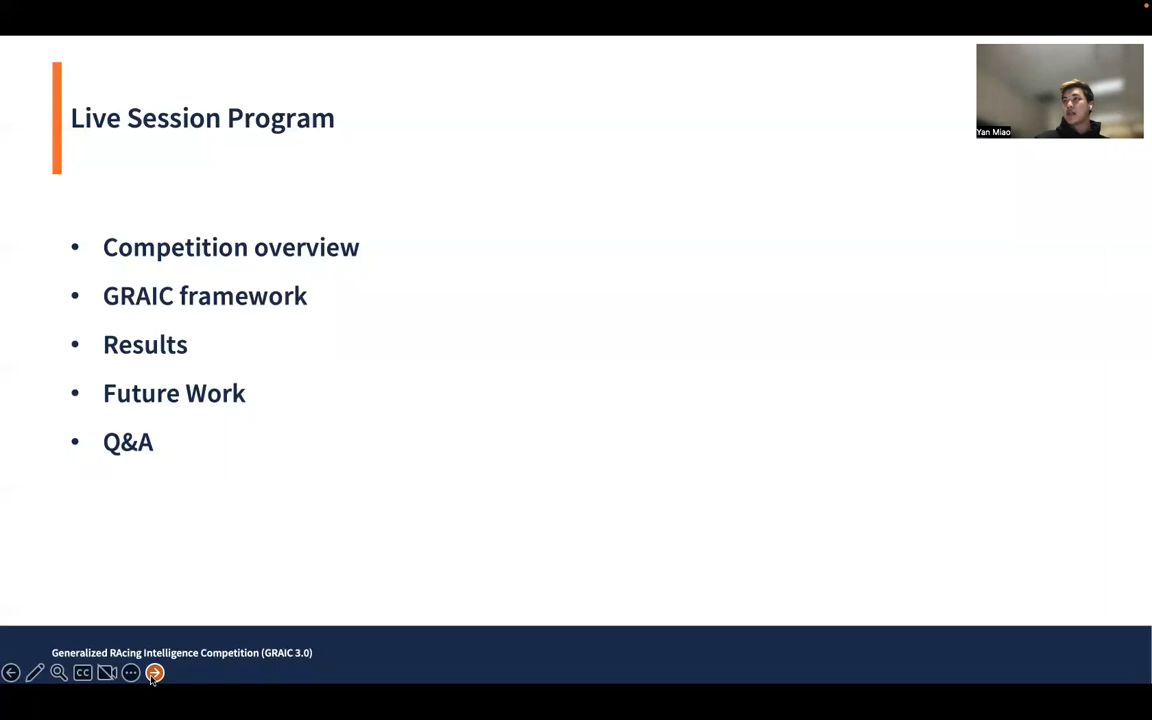 Live Session Program
Yan Miao
• Competition overview
• GRAIC framework
• Results
• Future Work
• Q&A
Generalized RAcing Intelligence Competition (GRAIC 3.0)
CC